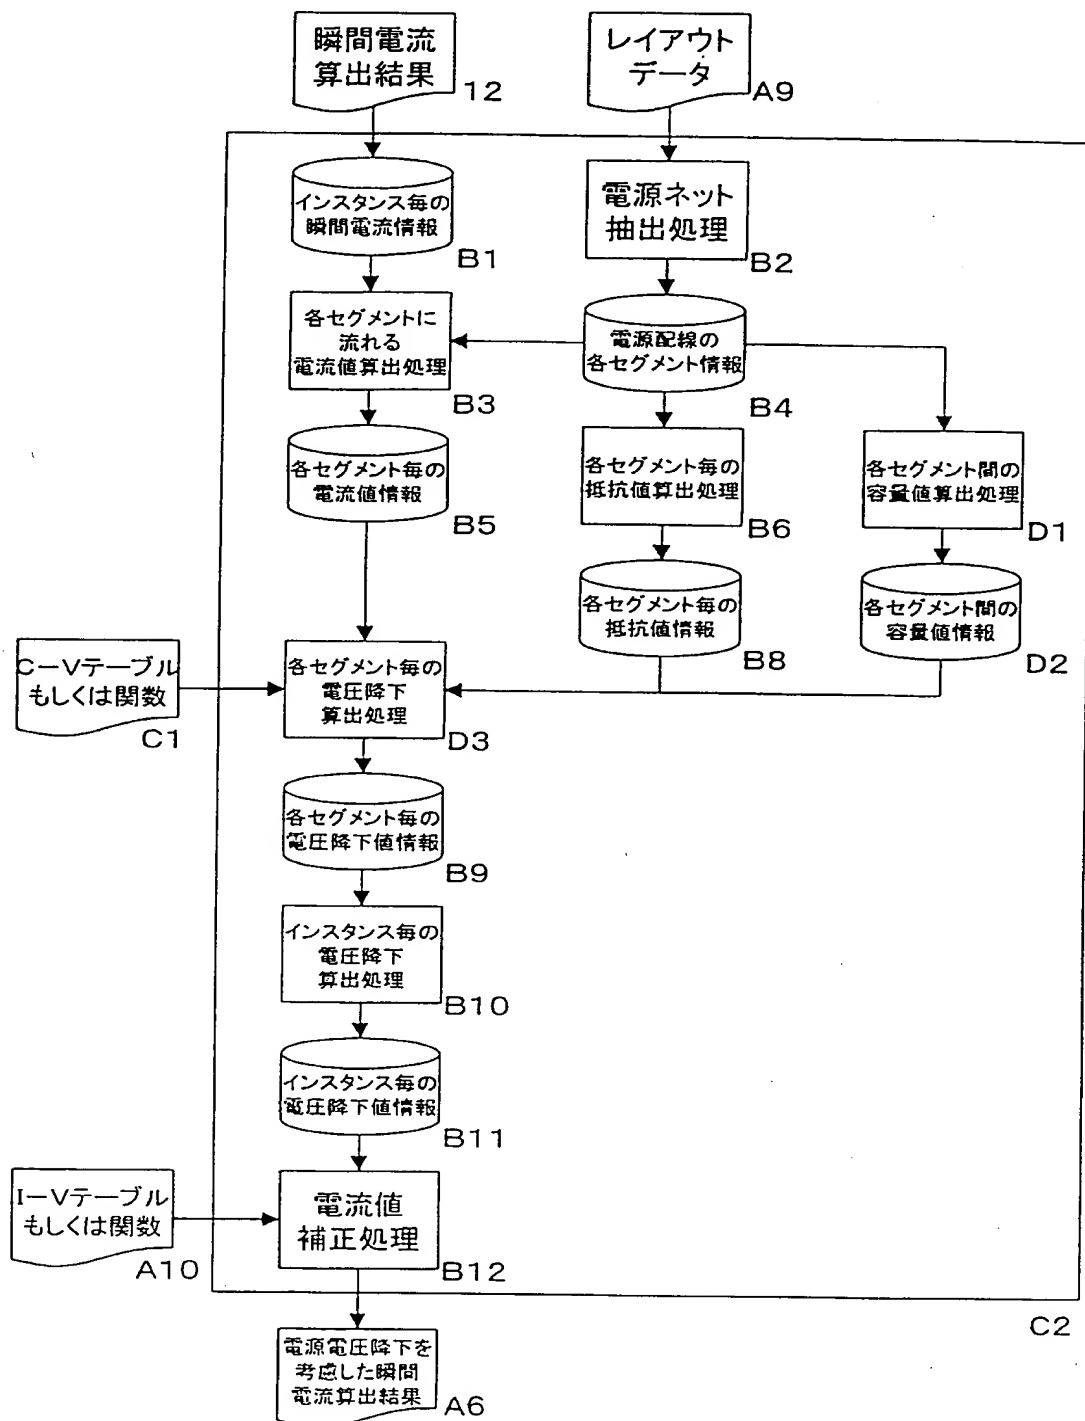 瞬間電流
算出結果
12
レイアウト
データ
A9
インスタンス毎の
瞬間電流情報
B1
電源ネット
抽出処理
B2
各セグメントに
流れる
電流値算出処理
B3
電源配線の
各セグメント情報
B4
各セグメント毎の
電流値情報
B5
各セグメント毎の
抵抗値算出処理
B6
各セグメント間の
容量値算出処理
D1
各セグメント毎の
抵抗値情報
B8
各セグメント間の
容量値情報
D2
C－Vテーブル
もしくは関数
C1
各セグメント毎の
電圧降下
算出処理
D3
各セグメント毎の
電圧降下値情報
B9
インスタンス毎の
電圧降下
算出処理
B10
インスタンス毎の
電圧降下値情報
B11
I－Vテーブル
もしくは関数
A10
電流値
補正処理
B12
C2
電源電圧降下を
考慮した瞬間
電流算出結果
A6